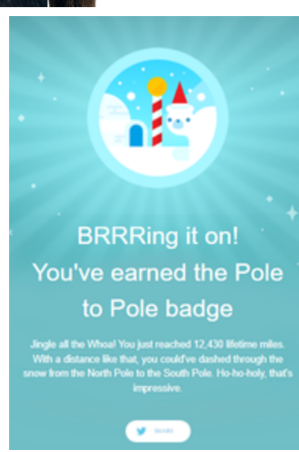 BRRRing it on!
You've earned the Pole
to Pole badge
Jingle all the Whoa! You just reached 12,430 lifetime miles.
With a distance like that, you could've dashed through the
snow from the North Pole to the South Pole. Ho-ho-holy, that's
impressive.
SHARE